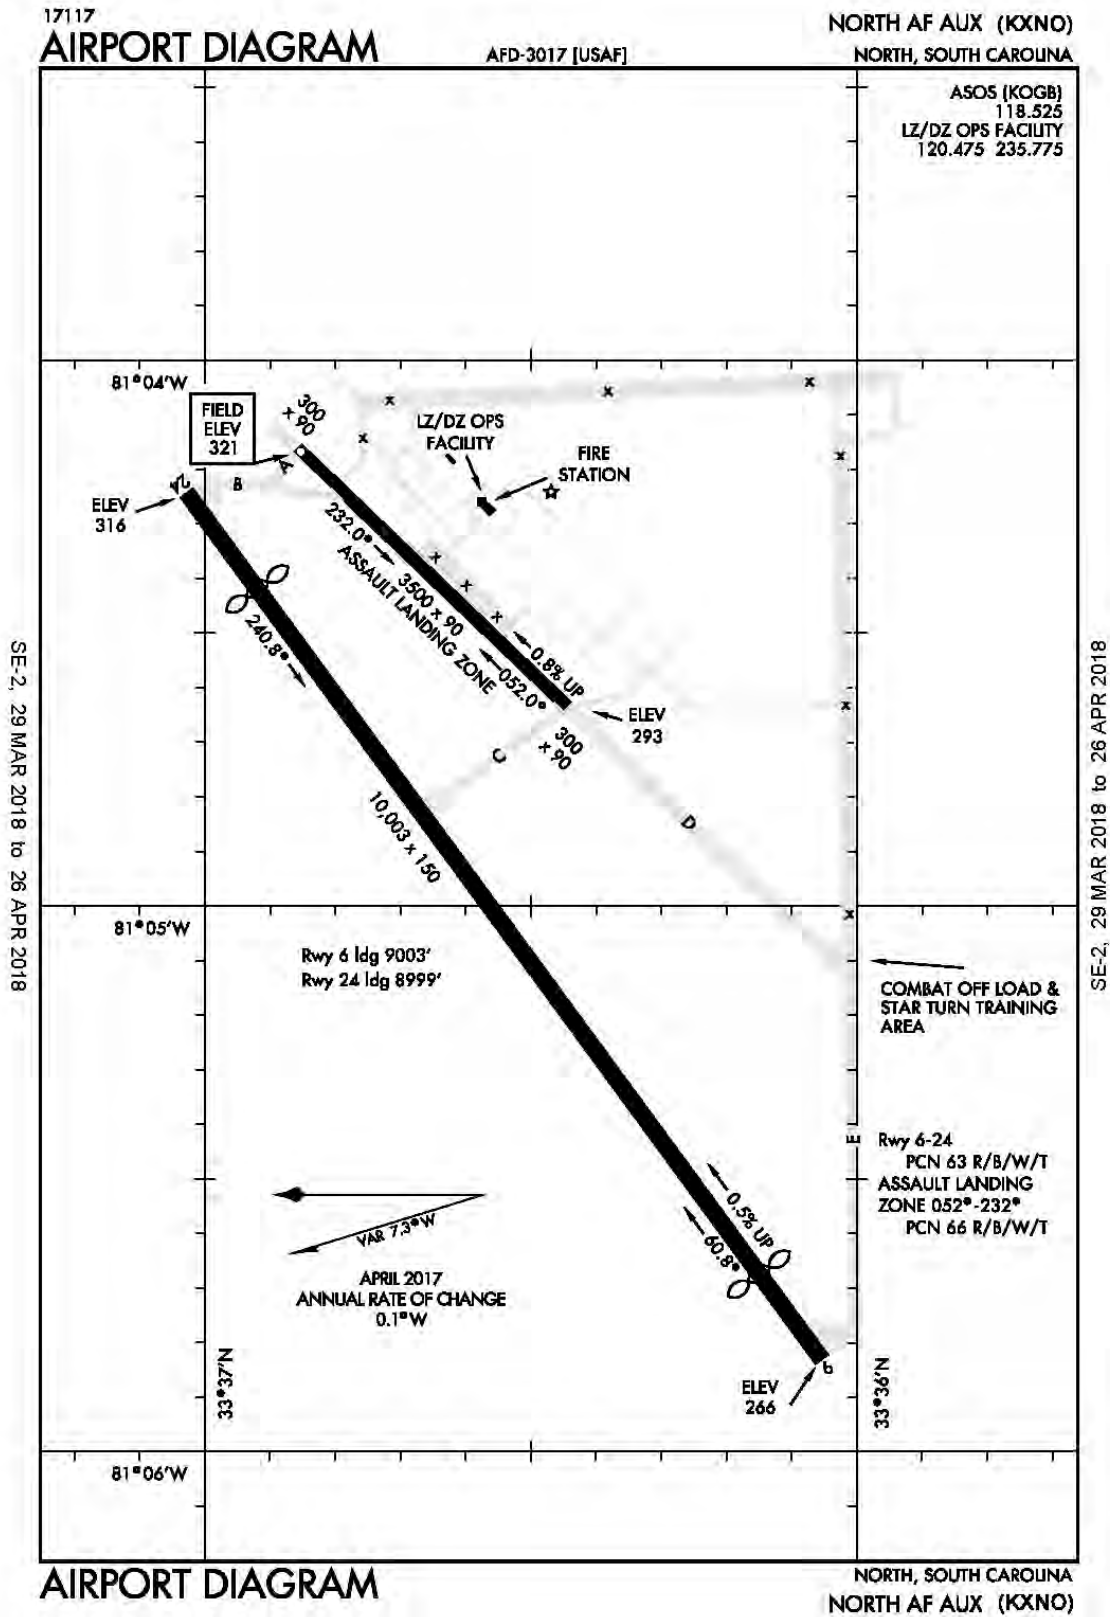 17117
AIRPORT DIAGRAM
AFD-3017 [USAF]
NORTH AF AUX (KXNO)
NORTH, SOUTH CAROLINA
ASOS (KOGB)
118.525
LZ/DZ OPS FACILITY
120.475 235.775
81°04'W
FIELD
ELEV
321
300
x 90
LZ/DZ OPS
FACILITY
FIRE
STATION
x
x
x
x
x
A
B
24
ELEV
316
232.0°
ASSAULT LANDING ZONE
3500 x 90
x
x
x
0.8% UP
052.0°
240.8°
ELEV
293
300
x 90
x
C
D
10,003 x 150
81°05'W
x
Rwy 6 ldg 9003'
Rwy 24 ldg 8999'
COMBAT OFF LOAD &
STAR TURN TRAINING
AREA
E
Rwy 6-24
PCN 63 R/B/W/T
ASSAULT LANDING
ZONE 052°-232°
PCN 66 R/B/W/T
VAR 7.3°W
0.5% UP
60.8°
APRIL 2017
ANNUAL RATE OF CHANGE
0.1°W
33°37'N
33°36'N
6
ELEV
266
81°06'W
SE-2, 29 MAR 2018 to 26 APR 2018
SE-2, 29 MAR 2018 to 26 APR 2018
AIRPORT DIAGRAM
NORTH, SOUTH CAROLINA
NORTH AF AUX (KXNO)